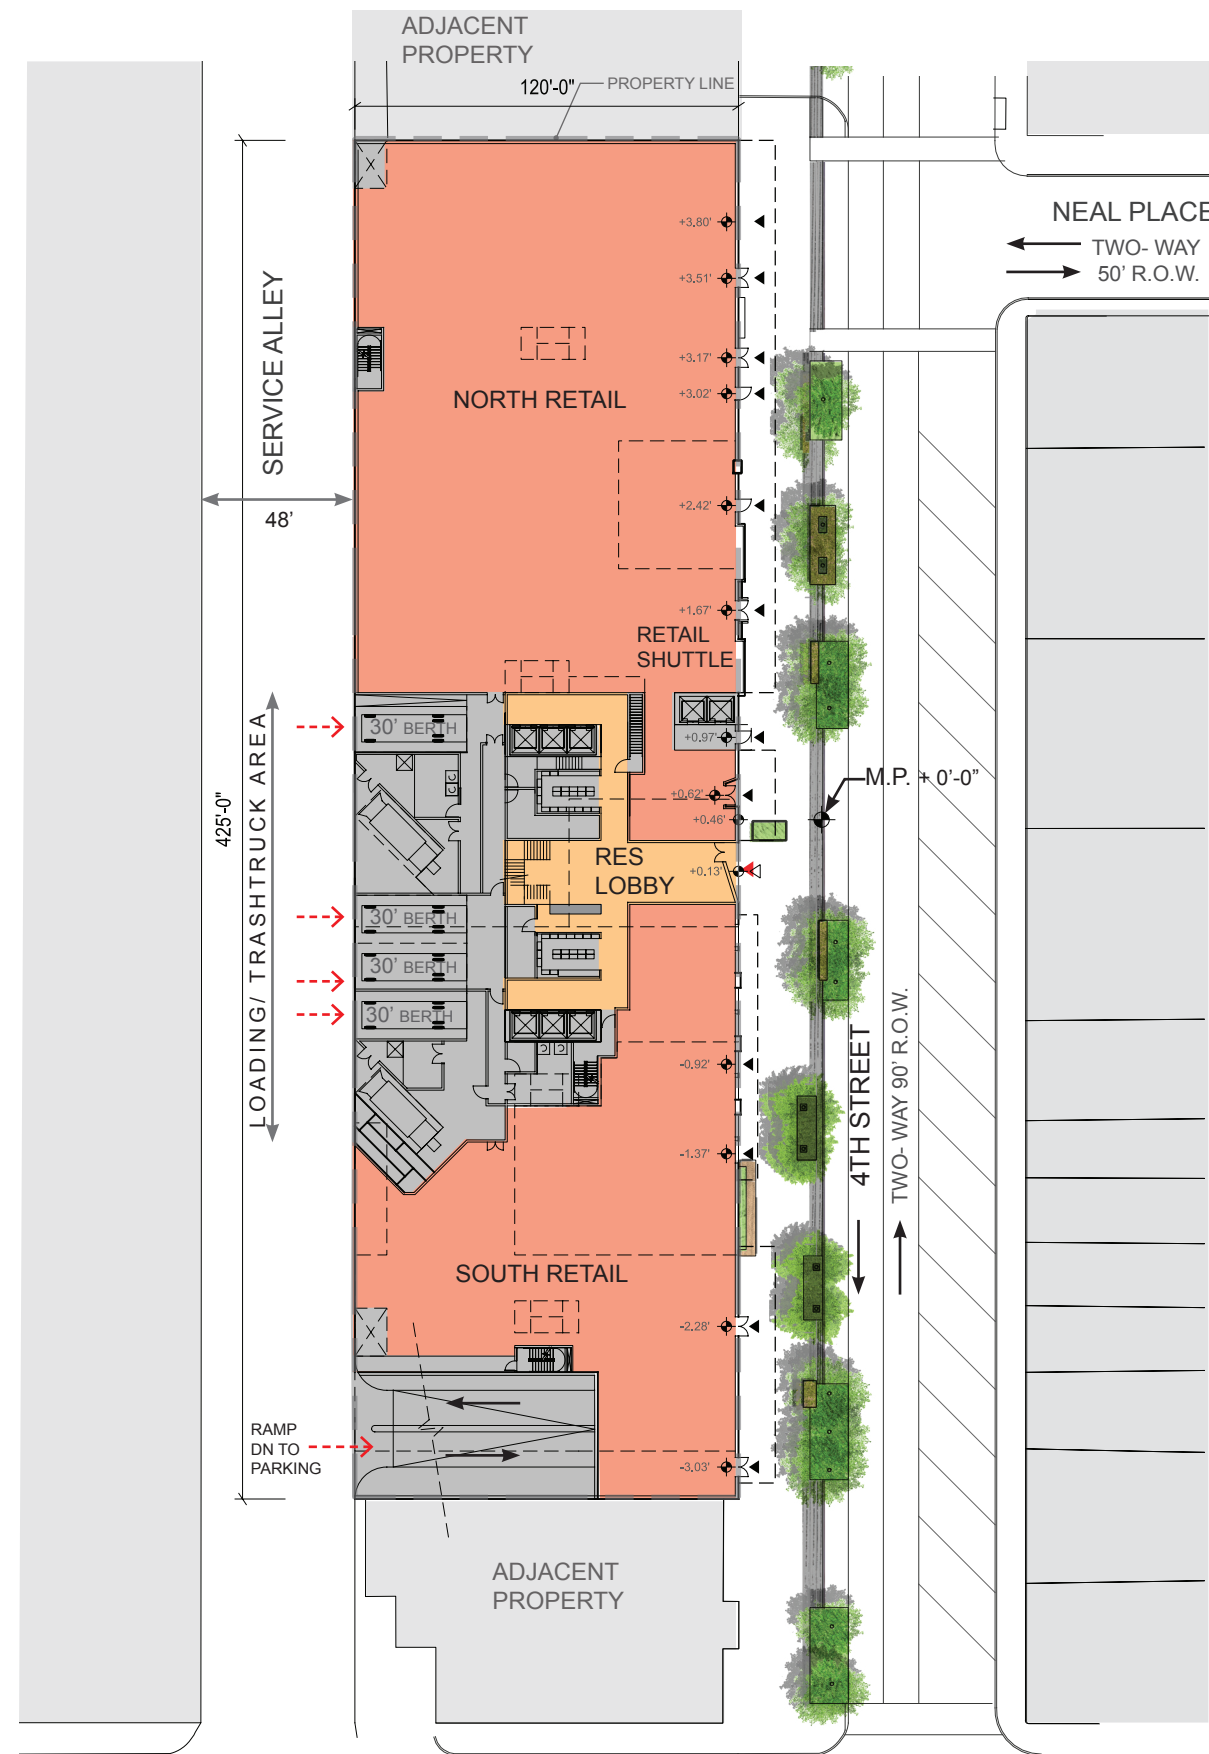 ADJACENT
PROPERTY
120'-0"
PROPERTY LINE
NEAL PLACE
TWO- WAY
50' R.O.W.
+3.80'
+3.51'
+3.17'
+3.02'
SERVICE ALLEY
NORTH RETAIL
48'
+2.42'
+1.67'
RETAIL
SHUTTLE
30' BERTH
+0.97'
M.P. + 0'-0"
+0.62'
+0.46'
425'-0"
LOADING/ TRASHTRUCK AREA
RES
LOBBY
+0.13'
30' BERTH
30' BERTH
30' BERTH
-0.92'
4TH STREET
TWO- WAY 90' R.O.W.
-1.37'
SOUTH RETAIL
-2.28'
RAMP
DN TO
PARKING
-3.03'
ADJACENT
PROPERTY